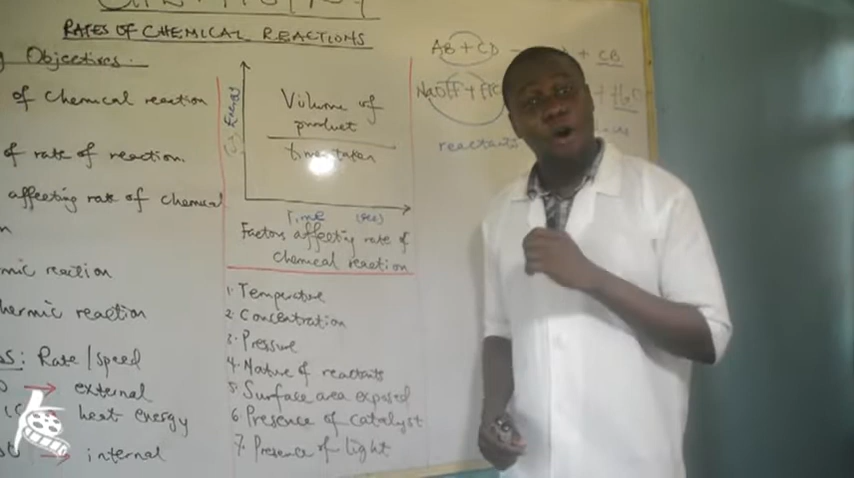 RATES OF CHEMICAL REACTIONS
Objectives
of chemical reaction
of rate of reaction.
affecting rate of chemical
mic reaction
hermic reaction
Rate/speed
→ external
→ heat energy
→ internal
Energy
Volume of
product
time taken
Time (sec)
Factors affecting rate of
chemical reaction
1. Temperature
2. Concentration
3. Pressure
4. Nature of reactants
5. Surface area exposed
6. Presence of catalyst
7. Presence of light
AB + CD
+ CB
NaOH +
+ H2O
reactants